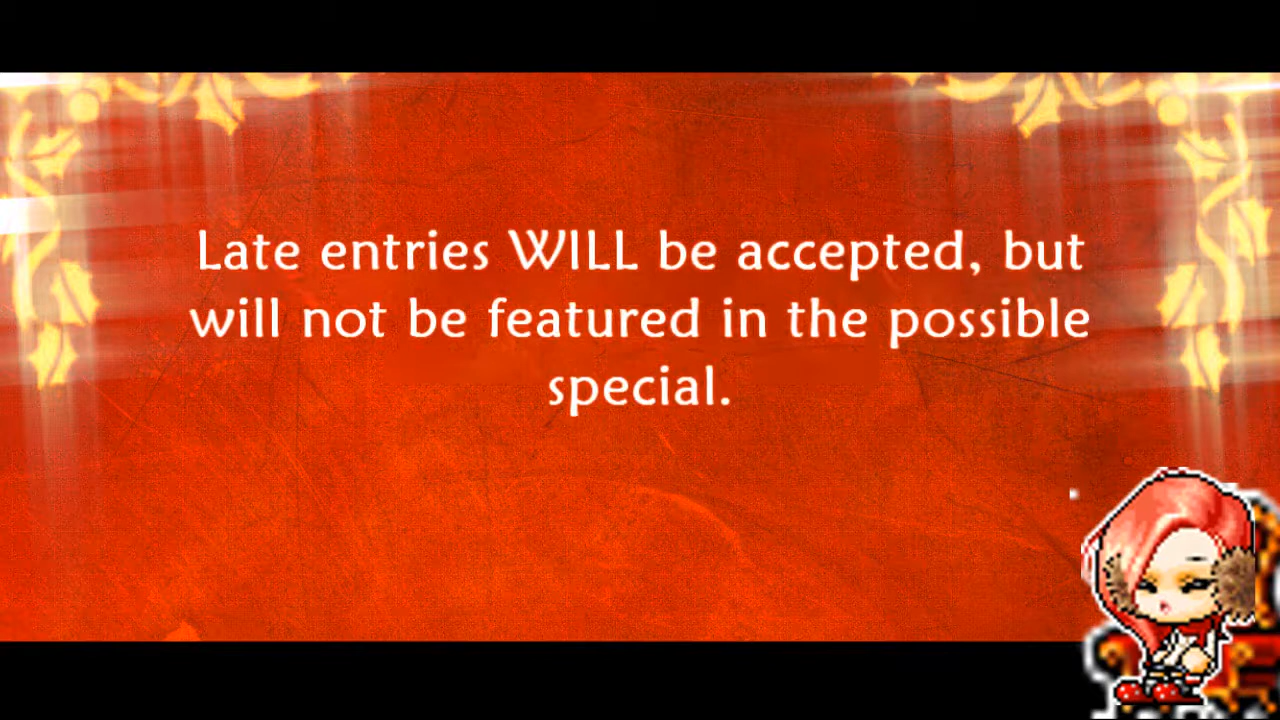 Late entries WILL be accepted, but
will not be featured in the possible
special.